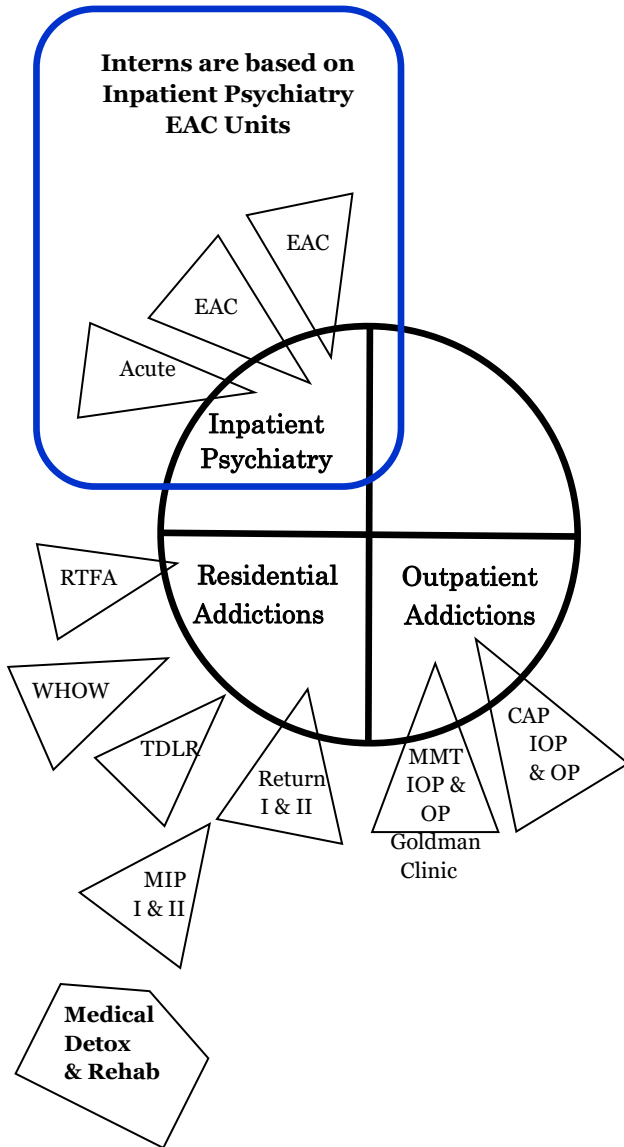 Interns are based on
Inpatient Psychiatry
EAC Units
EAC
EAC
Acute
Inpatient
Psychiatry
RTFA
Residential
Addictions
Outpatient
Addictions
WHOW
TDLR
Return
I & II
MMT
IOP &
OP
Goldman
Clinic
CAP
IOP
& OP
MIP
I & II
Medical
Detox
& Rehab